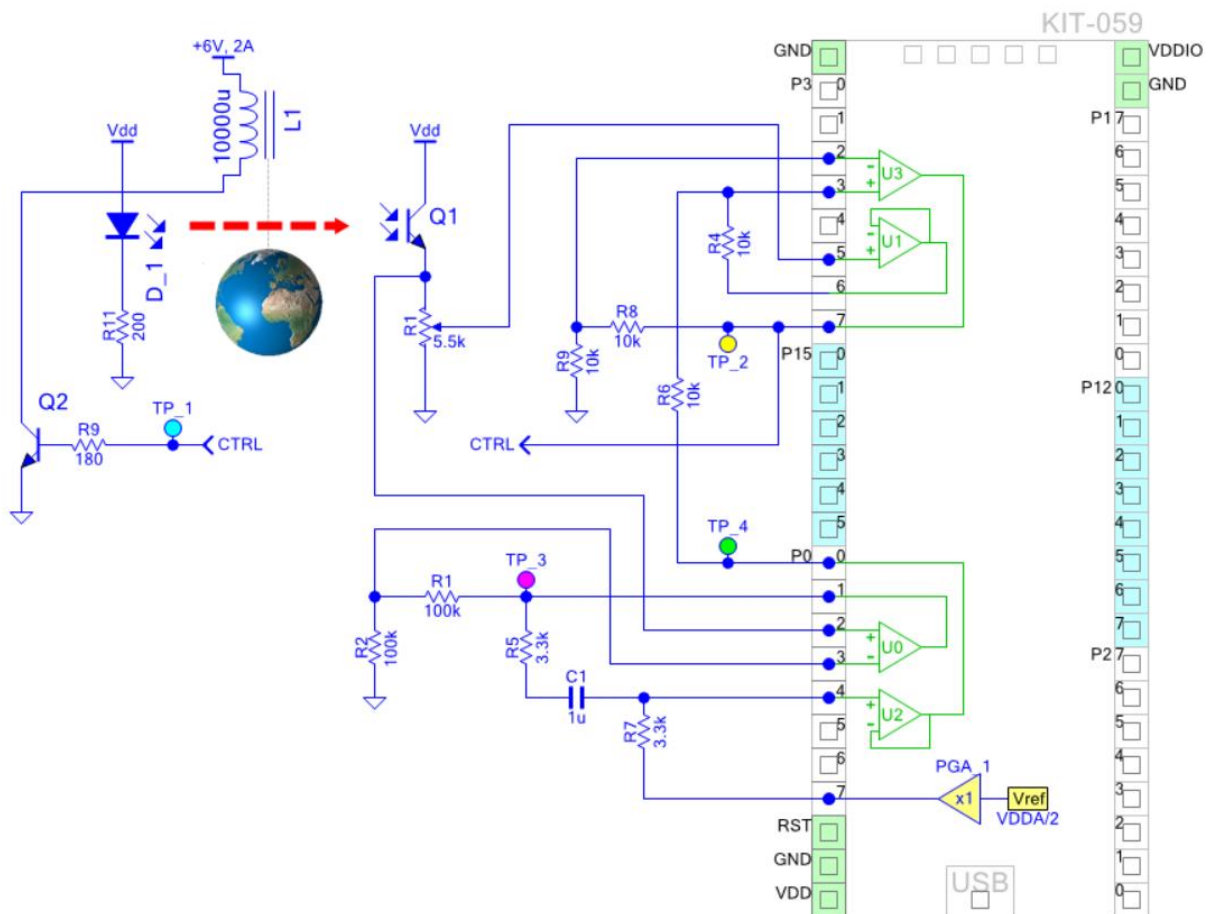 KIT-059
+6V, 2A
10000u
L1
Vdd
D_1
R11
200
Q2
R9
180
TP_1
CTRL
Vdd
Q1
R1
5.5k
CTRL
R9
10k
R8
10k
TP_2
R4
10k
R6
10k
TP_4
TP_3
R1
100k
R2
100k
R5
3.3k
C1
1u
R7
3.3k
GND
P3 0
1
2
3
4
5
6
7
P15 0
1
2
3
4
5
P0 0
1
2
3
4
5
6
7
RST
GND
VDD
- U3
+
- U1
+
+ U0
-
+ U2
-
PGA_1
x1
Vref
VDDA/2
USB
VDDIO
GND
P1 7
6
5
4
3
2
1
0
P12 0
1
2
3
4
5
6
7
P2 7
6
5
4
3
2
1
0